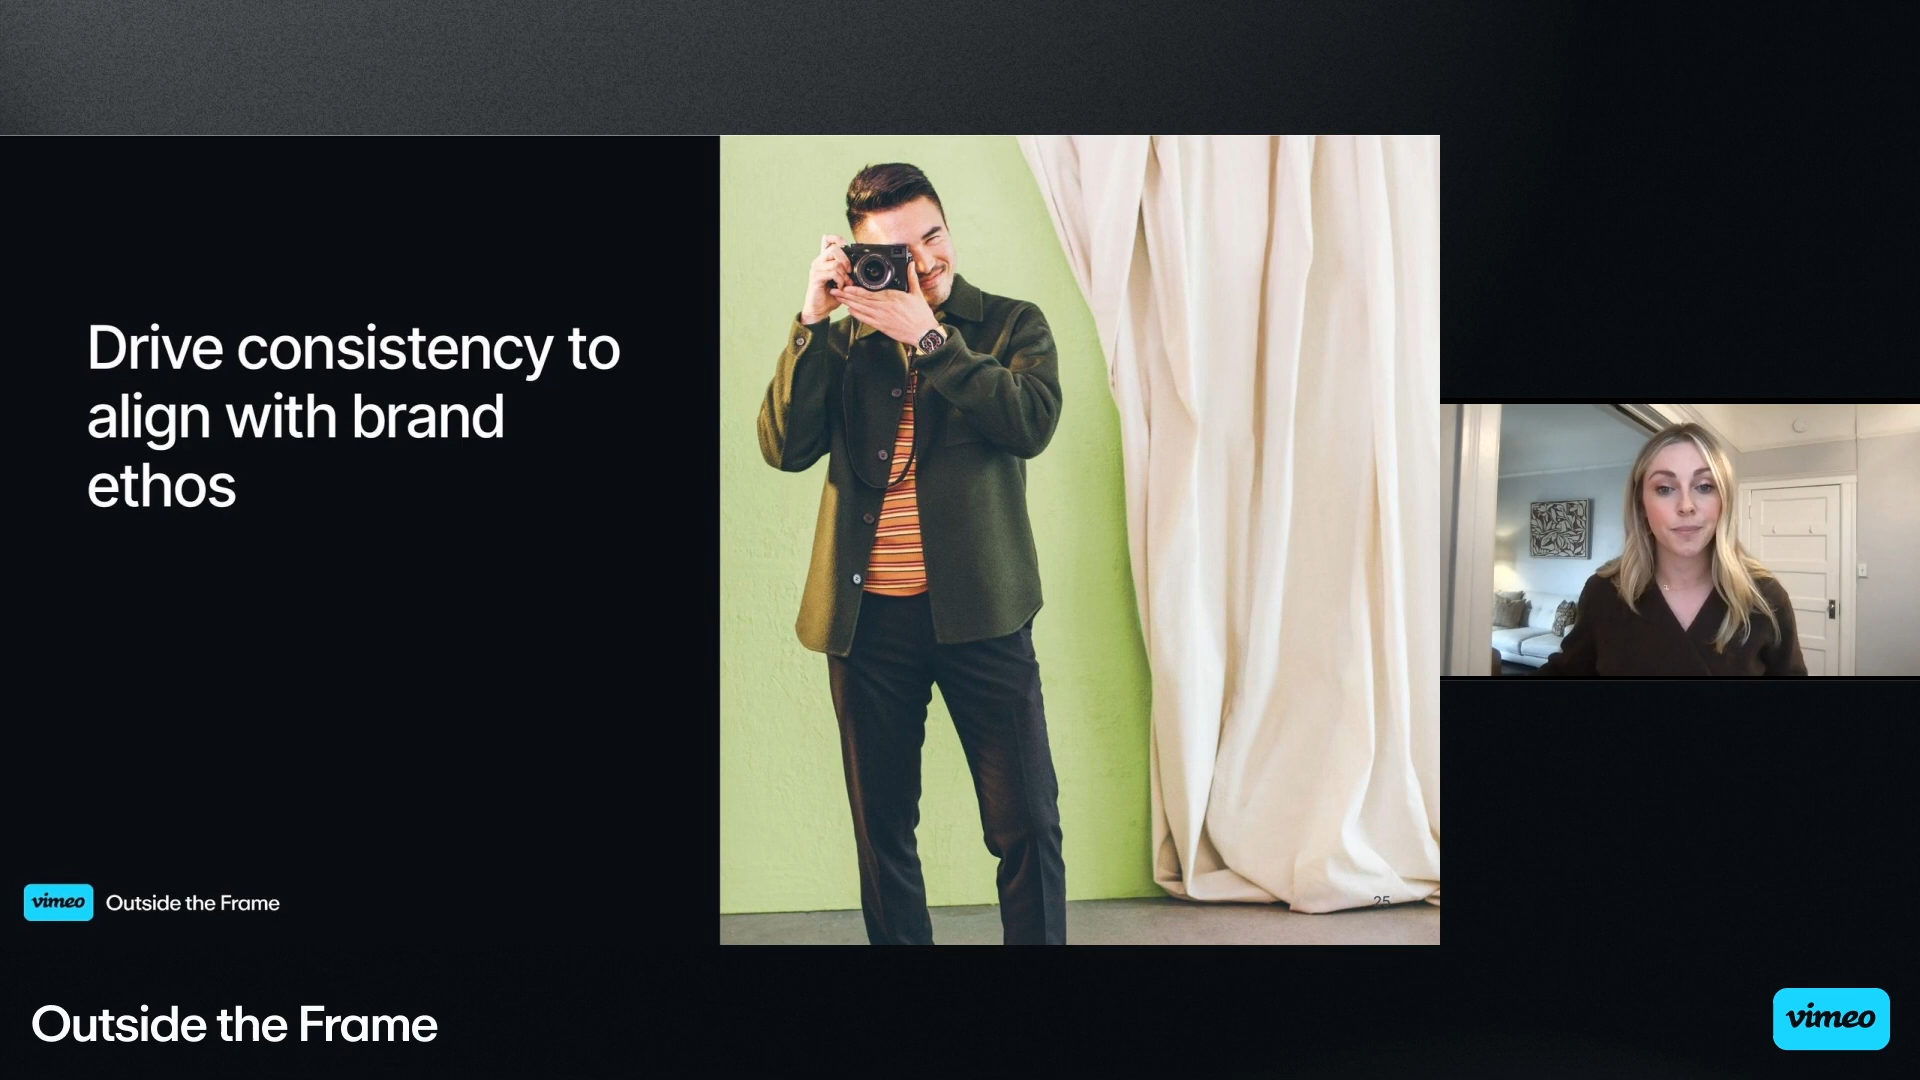 Drive consistency to
align with brand
ethos
25
vimeo Outside the Frame
Outside the Frame
vimeo